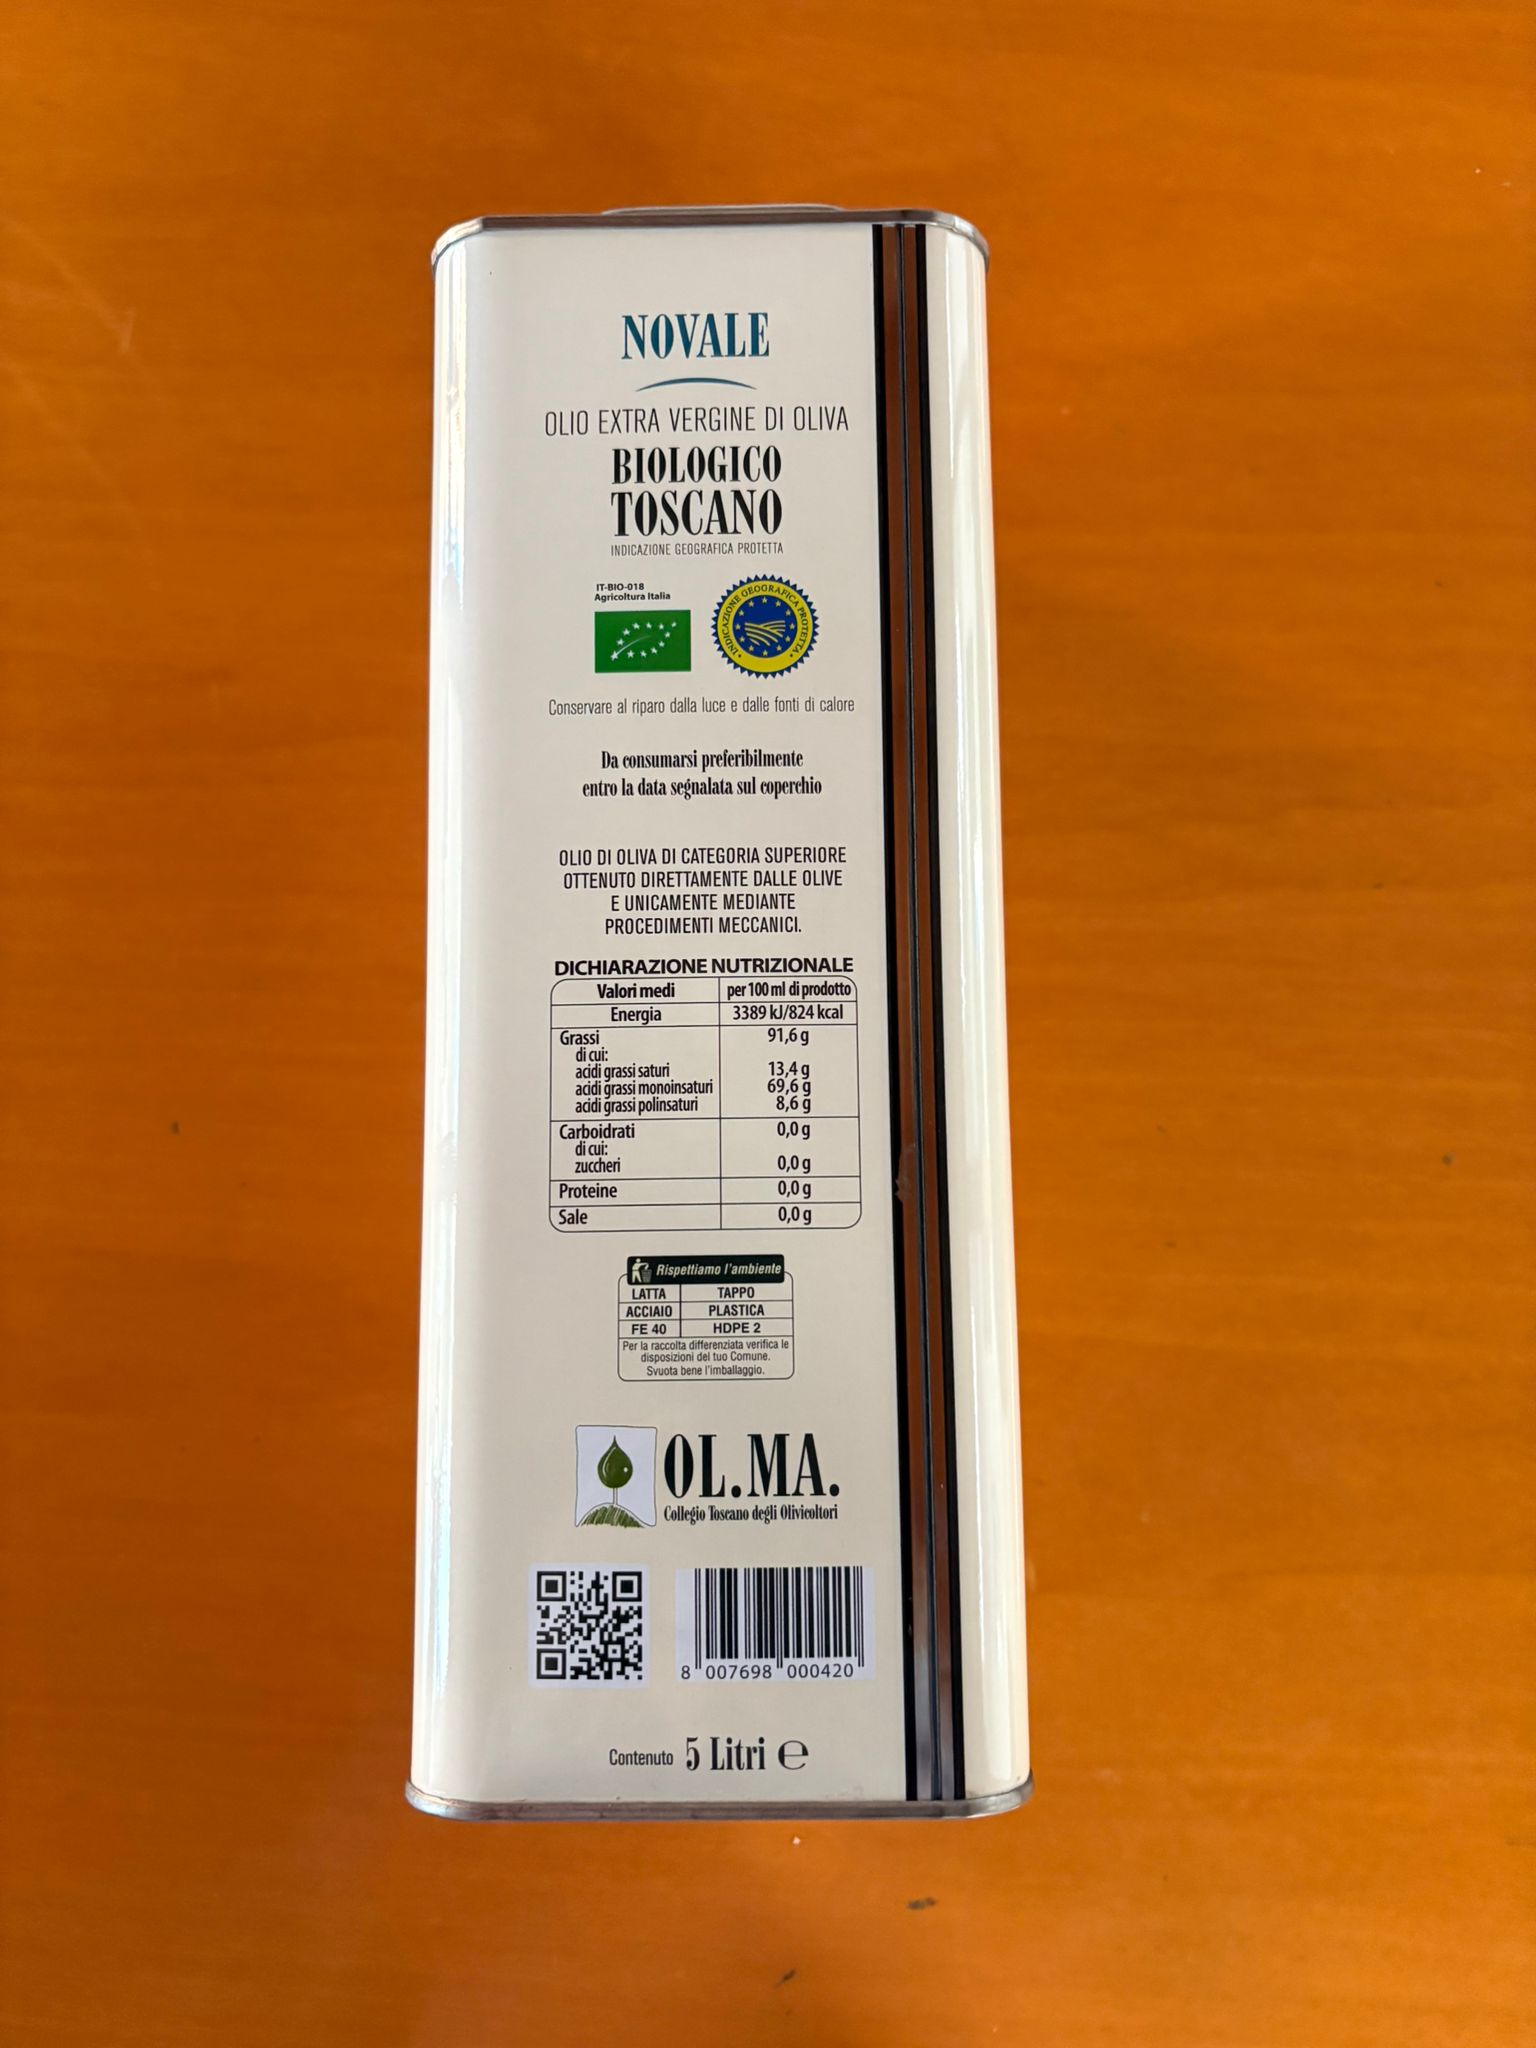 NOVALE
OLIO EXTRA VERGINE DI OLIVA
BIOLOGICO
TOSCANO
INDICAZIONE GEOGRAFICA PROTETTA
IT-BIO-018
Agricoltura Italia
INDICAZIONE GEOGRAFICA PROTETTA
Conservare al riparo dalla luce e dalle fonti di calore
Da consumarsi preferibilmente
entro la data segnalata sul coperchio
OLIO DI OLIVA DI CATEGORIA SUPERIORE
OTTENUTO DIRETTAMENTE DALLE OLIVE
E UNICAMENTE MEDIANTE
PROCEDIMENTI MECCANICI.
DICHIARAZIONE NUTRIZIONALE
Valori medi per 100 ml di prodotto
Energia 3389 kJ/824 kcal
Grassi 91,6 g
di cui:
acidi grassi saturi 13,4 g
acidi grassi monoinsaturi 69,6 g
acidi grassi polinsaturi 8,6 g
Carboidrati 0,0 g
di cui:
zuccheri 0,0 g
Proteine 0,0 g
Sale 0,0 g
Rispettiamo l'ambiente
LATTA TAPPO
ACCIAIO PLASTICA
FE 40 HDPE 2
Per la raccolta differenziata verifica le
disposizioni del tuo Comune.
Svuota bene l'imballaggio.
OL.MA.
Collegio Toscano degli Olivicoltori
8 007698 000420
Contenuto 5 Litri ℮